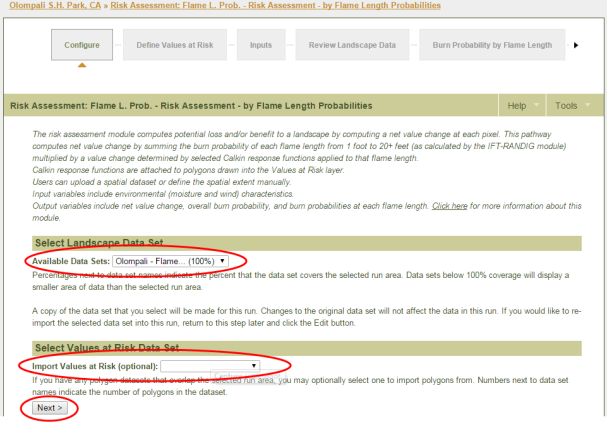 Olompali S.H. Park, CA » Risk Assessment: Flame L. Prob. - Risk Assessment - by Flame Length Probabilities
Configure
Define Values at Risk
Inputs
Review Landscape Data
Burn Probability by Flame Length
Risk Assessment: Flame L. Prob. - Risk Assessment - by Flame Length Probabilities
Help
Tools
The risk assessment module computes potential loss and/or benefit to a landscape by computing a net value change at each pixel. This pathway
computes net value change by summing the burn probability of each flame length from 1 foot to 20+ feet (as calculated by the IFT-RANDIG module)
multiplied by a value change determined by selected Calkin response functions applied to that flame length.
Calkin response functions are attached to polygons drawn into the Values at Risk layer.
Users can upload a spatial dataset or define the spatial extent manually.
Input variables include environmental (moisture and wind) characteristics.
Output variables include net value change, overall burn probability, and burn probabilities at each flame length. Click here for more information about this
module.
Select Landscape Data Set
Available Data Sets: Olompali - Flame... (100%)
Percentages next to data set names indicate the percent that the data set covers the selected run area. Data sets below 100% coverage will display a
smaller area of data than the selected run area.
A copy of the data set that you select will be made for this run. Changes to the original data set will not affect the data in this run. If you would like to re-
import the selected data set into this run, return to this step later and click the Edit button.
Select Values at Risk Data Set
Import Values at Risk (optional):
If you have any polygon datasets that overlap the selected run area, you may optionally select one to import polygons from. Numbers next to data set
names indicate the number of polygons in the dataset.
Next >